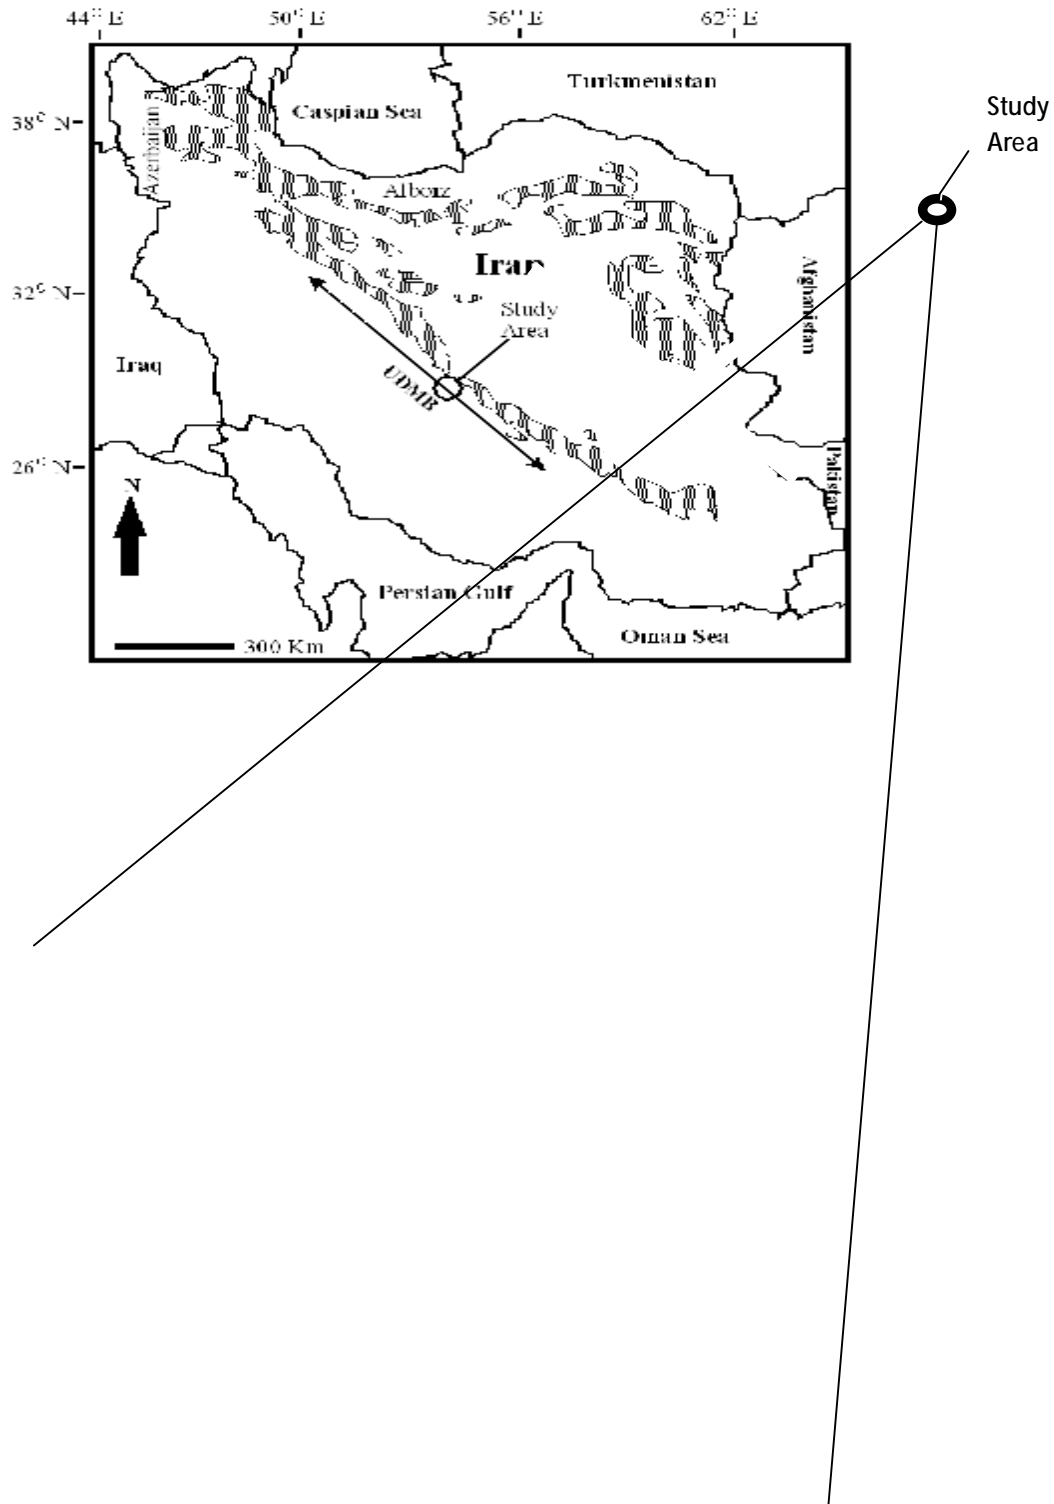 44° E 50° E 56° E 62° E
38° N
32° N
26° N
Turkmenistan
Caspian Sea
Azerbaijan
Alborz
Iran
Study
Area
Study
Area
Afghanistan
Iraq
UDMB
Pakistan
N
Persian Gulf
Oman Sea
300 Km